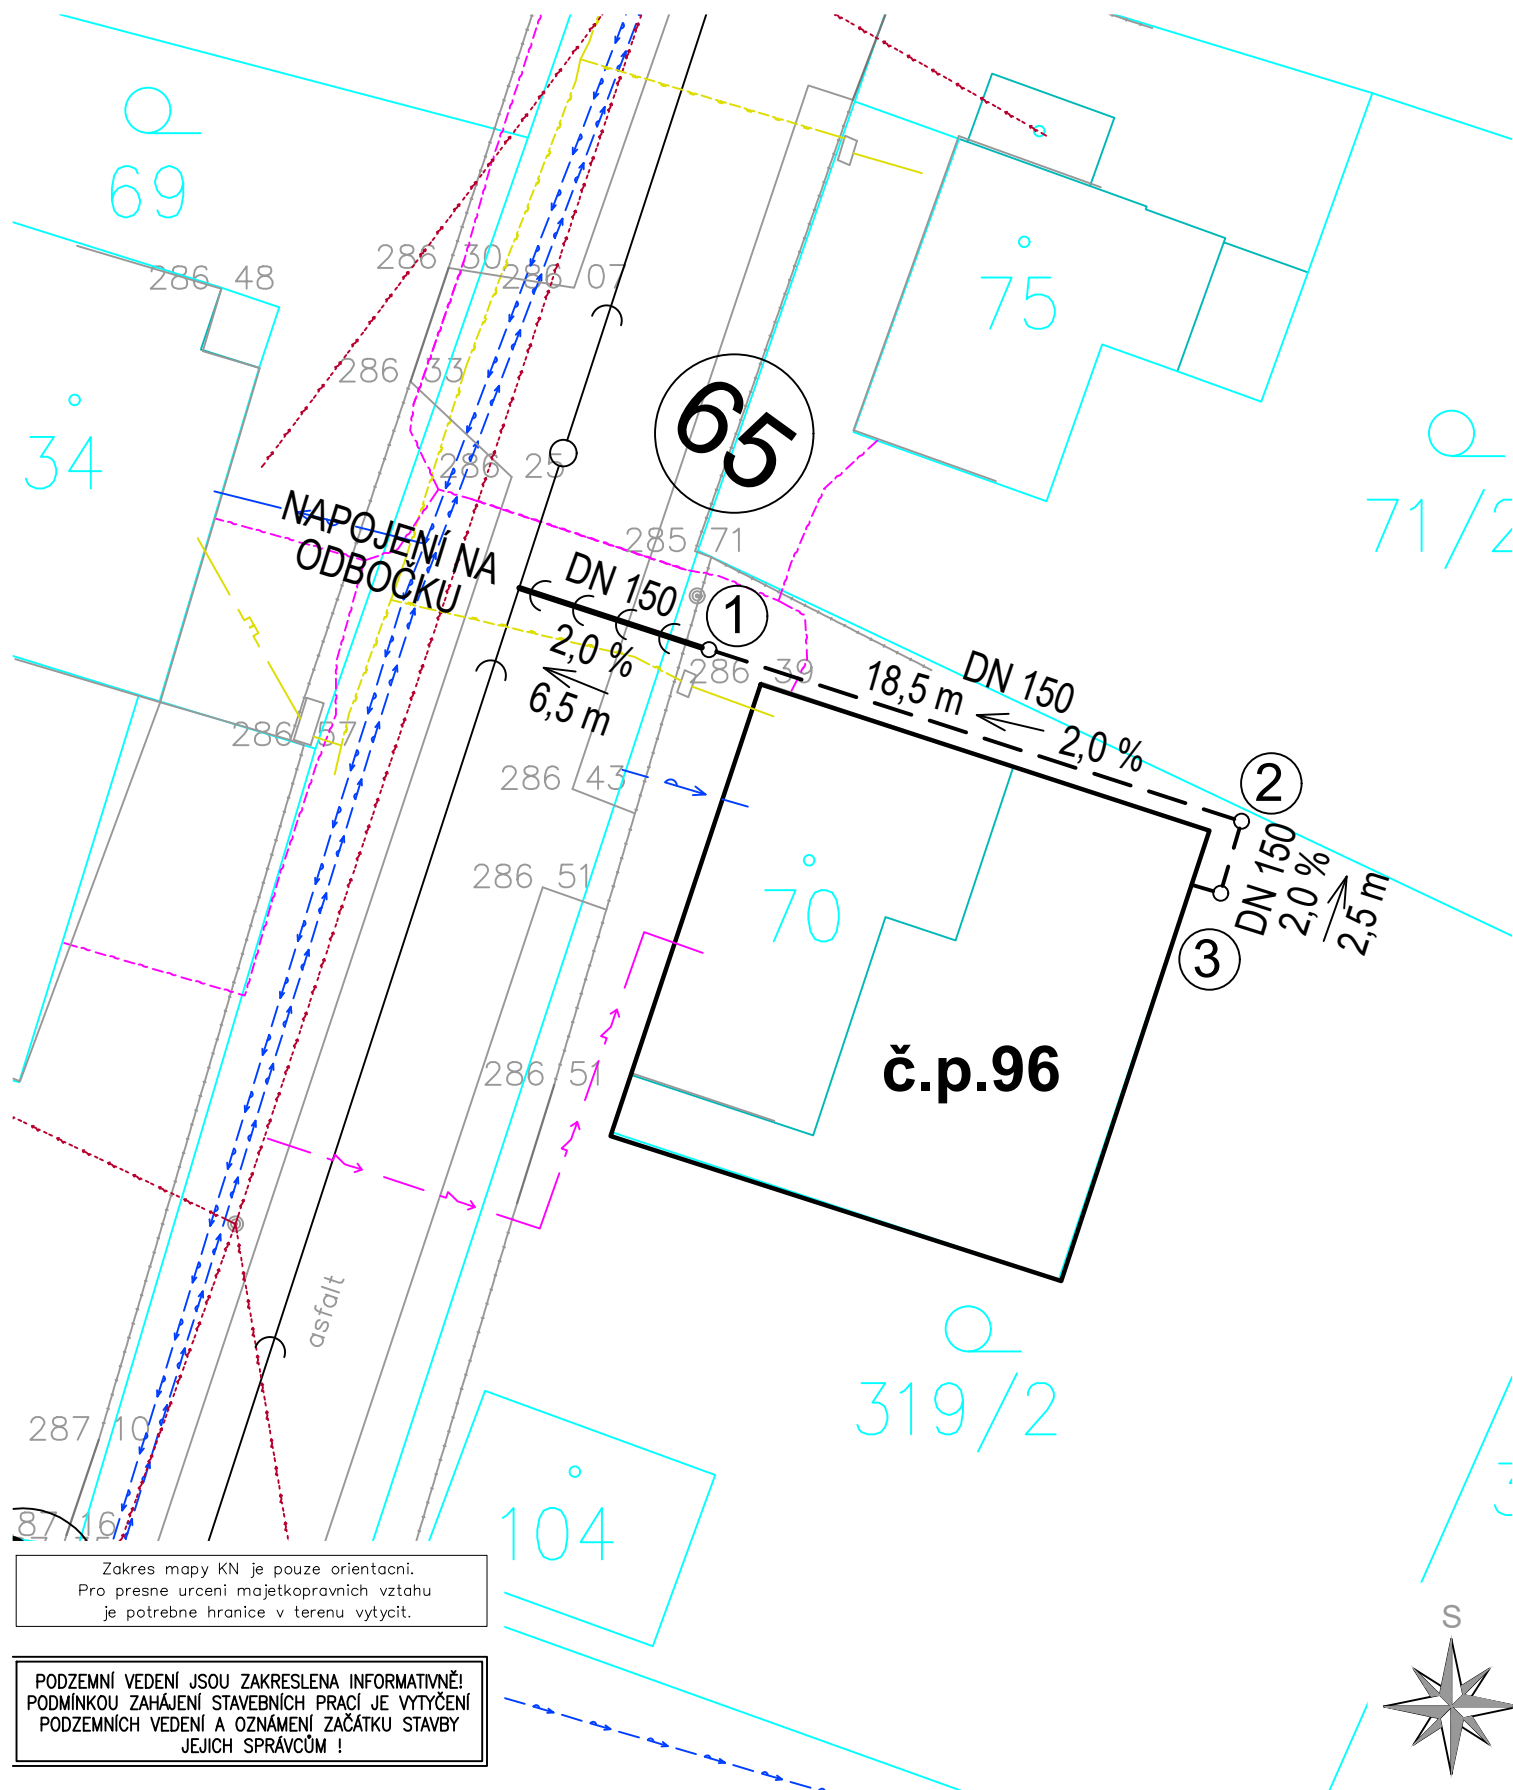 69
286 30
286 07
286 48
75
286 33
65
34
286 25
71/2
NAPOJENÍ NA
ODBOČKU
285 71
DN 150
1
2,0 %
6,5 m
286 39
18,5 m
DN 150
2,0 %
286 37
286 43
2
DN 150
2,0 %
2,5 m
286 51
70
3
286 51
č.p.96
asfalt
319/2
287 10
104
87 16
Zakres mapy KN je pouze orientacni.
Pro presne urceni majetkopravnich vztahu
je potrebne hranice v terenu vytycit.
S
PODZEMNÍ VEDENÍ JSOU ZAKRESLENA INFORMATIVNĚ!
PODMÍNKOU ZAHÁJENÍ STAVEBNÍCH PRACÍ JE VYTYČENÍ
PODZEMNÍCH VEDENÍ A OZNÁMENÍ ZAČÁTKU STAVBY
JEJICH SPRÁVCŮM !